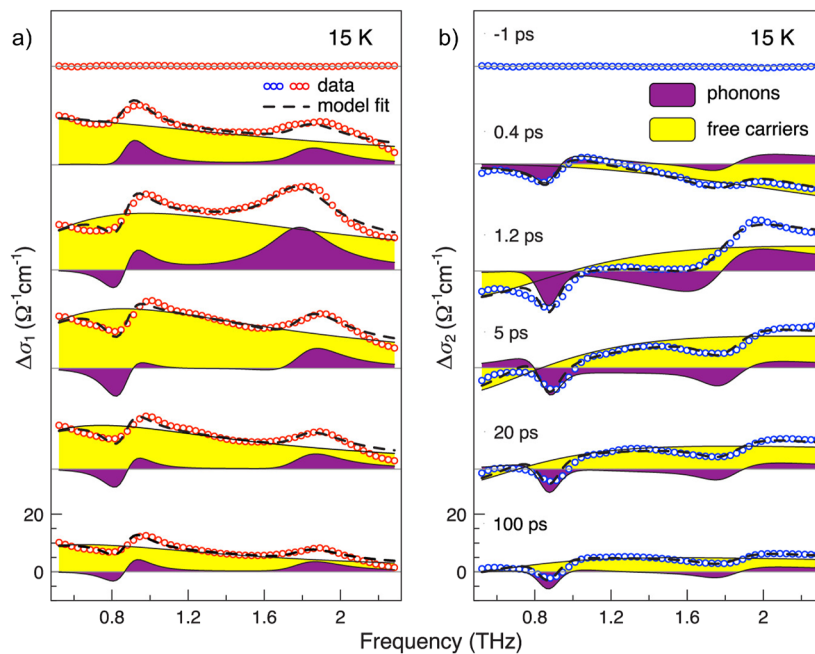 a)
15 K
data
model fit
Δσ₁ (Ω⁻¹cm⁻¹)
20
0
0.8
1.2
1.6
2
b)
-1 ps
15 K
phonons
free carriers
0.4 ps
1.2 ps
5 ps
20 ps
100 ps
Δσ₂ (Ω⁻¹cm⁻¹)
20
0
0.8
1.2
1.6
2
Frequency (THz)